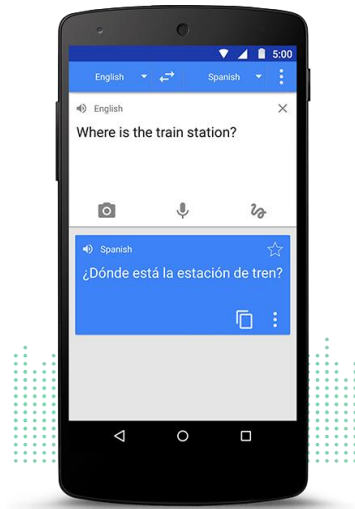 5:00
English Spanish
English
Where is the train station?
Spanish
¿Dónde está la estación de tren?